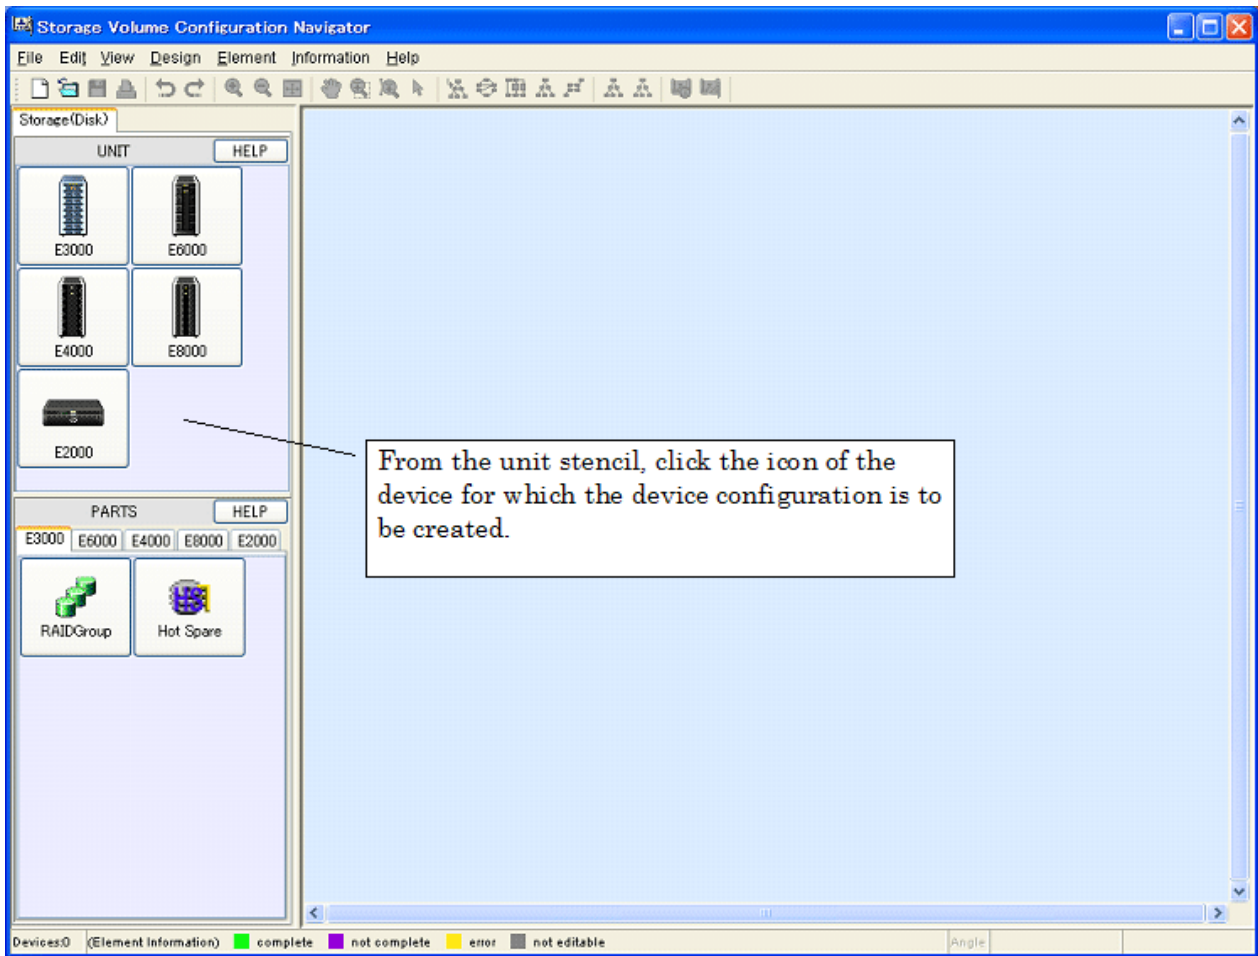 Storage Volume Configuration Navigator
File Edit View Design Element Information Help
Storage(Disk)
UNIT HELP
E3000 E6000
E4000 E8000
E2000
From the unit stencil, click the icon of the
device for which the device configuration is to
be created.
PARTS HELP
E3000 E6000 E4000 E8000 E2000
RAIDGroup Hot Spare
Devices:0 (Element Information) complete not complete error not editable Angle